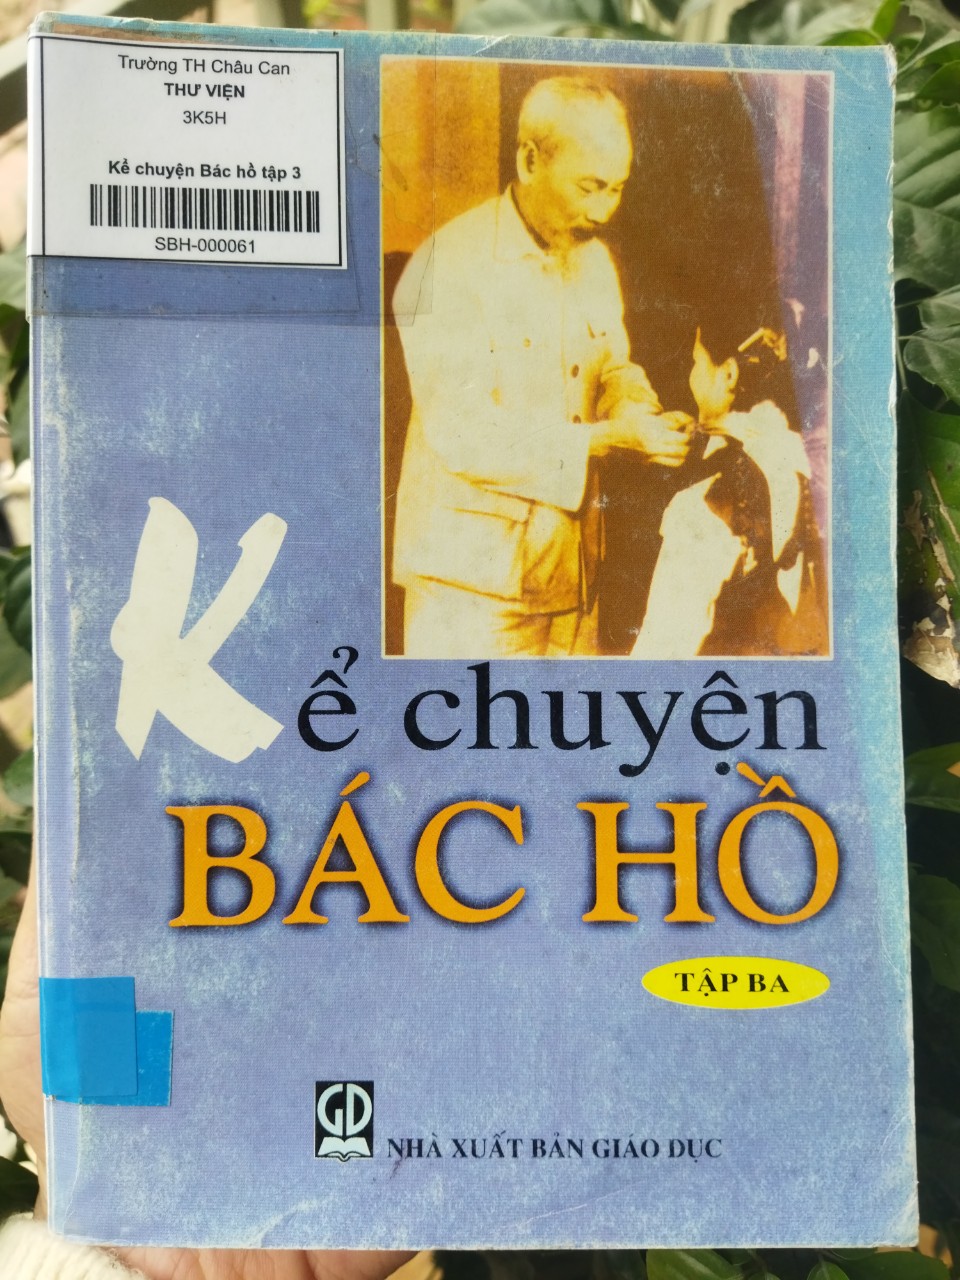 Trường TH Châu Can
THƯ VIỆN
3K5H
Kể chuyện Bác hồ tập 3
SBH-000061
Kể chuyện
BÁC HỒ
TẬP BA
GD
NHÀ XUẤT BẢN GIÁO DỤC